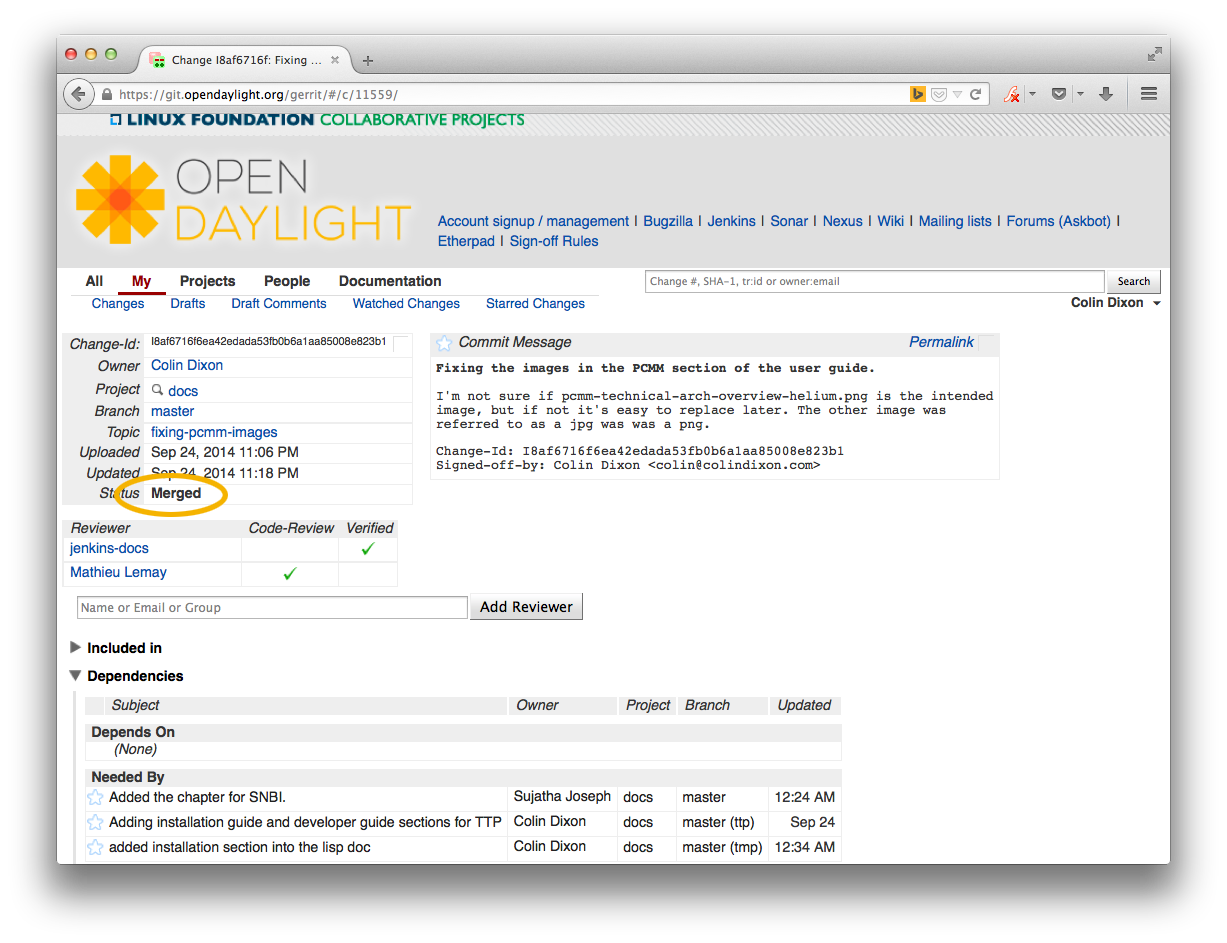 Change I8af6716f: Fixing ...
https://git.opendaylight.org/gerrit/#/c/11559/
LINUX FOUNDATION COLLABORATIVE PROJECTS
OPEN
DAYLIGHT
Account signup / management | Bugzilla | Jenkins | Sonar | Nexus | Wiki | Mailing lists | Forums (Askbot) |
Etherpad | Sign-off Rules
All My Projects People Documentation
Change #, SHA-1, tr:id or owner:email Search
Changes Drafts Draft Comments Watched Changes Starred Changes
Colin Dixon
Change-Id: I8af6716f6ea42edada53fb0b6a1aa85008e823b1
Owner Colin Dixon
Project docs
Branch master
Topic fixing-pcmm-images
Uploaded Sep 24, 2014 11:06 PM
Updated Sep 24, 2014 11:18 PM
Status Merged
Commit Message Permalink
Fixing the images in the PCMM section of the user guide.
I'm not sure if pcmm-technical-arch-overview-helium.png is the intended
image, but if not it's easy to replace later. The other image was
referred to as a jpg was was a png.
Change-Id: I8af6716f6ea42edada53fb0b6a1aa85008e823b1
Signed-off-by: Colin Dixon <colin@colindixon.com>
Reviewer Code-Review Verified
jenkins-docs
Mathieu Lemay
Name or Email or Group Add Reviewer
Included in
Dependencies
Subject Owner Project Branch Updated
Depends On
(None)
Needed By
Added the chapter for SNBI. Sujatha Joseph docs master 12:24 AM
Adding installation guide and developer guide sections for TTP Colin Dixon docs master (ttp) Sep 24
added installation section into the lisp doc Colin Dixon docs master (tmp) 12:34 AM